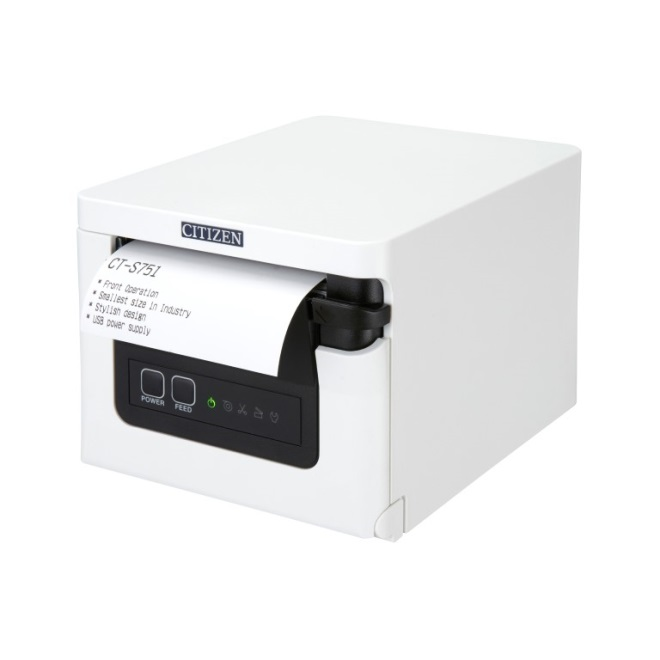 CITIZEN
CT-S751
* Front Operation
* Smallest size in Industry
* Stylish design
* USB power supply
POWER
FEED